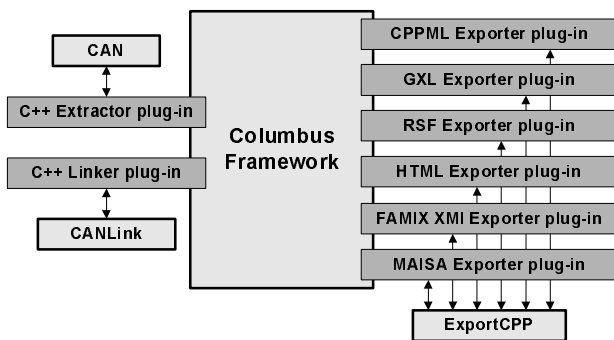 CAN
C++ Extractor plug-in
C++ Linker plug-in
CANLink
Columbus
Framework
CPPML Exporter plug-in
GXL Exporter plug-in
RSF Exporter plug-in
HTML Exporter plug-in
FAMIX XMI Exporter plug-in
MAISA Exporter plug-in
ExportCPP